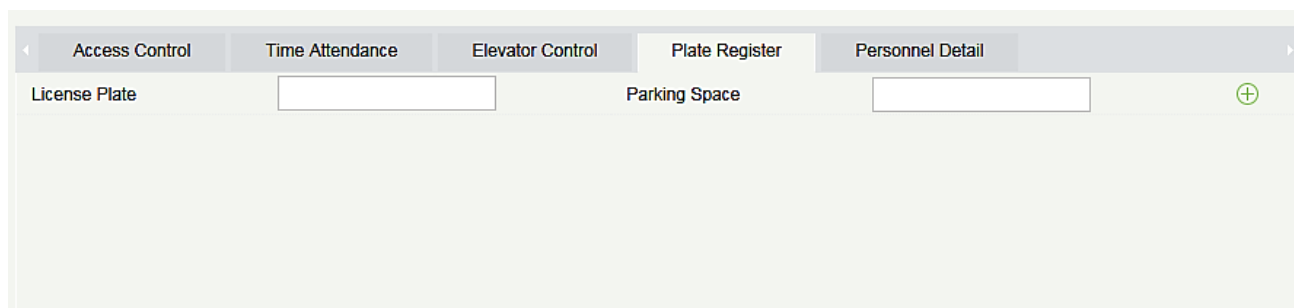 Access Control Time Attendance Elevator Control Plate Register Personnel Detail
License Plate Parking Space